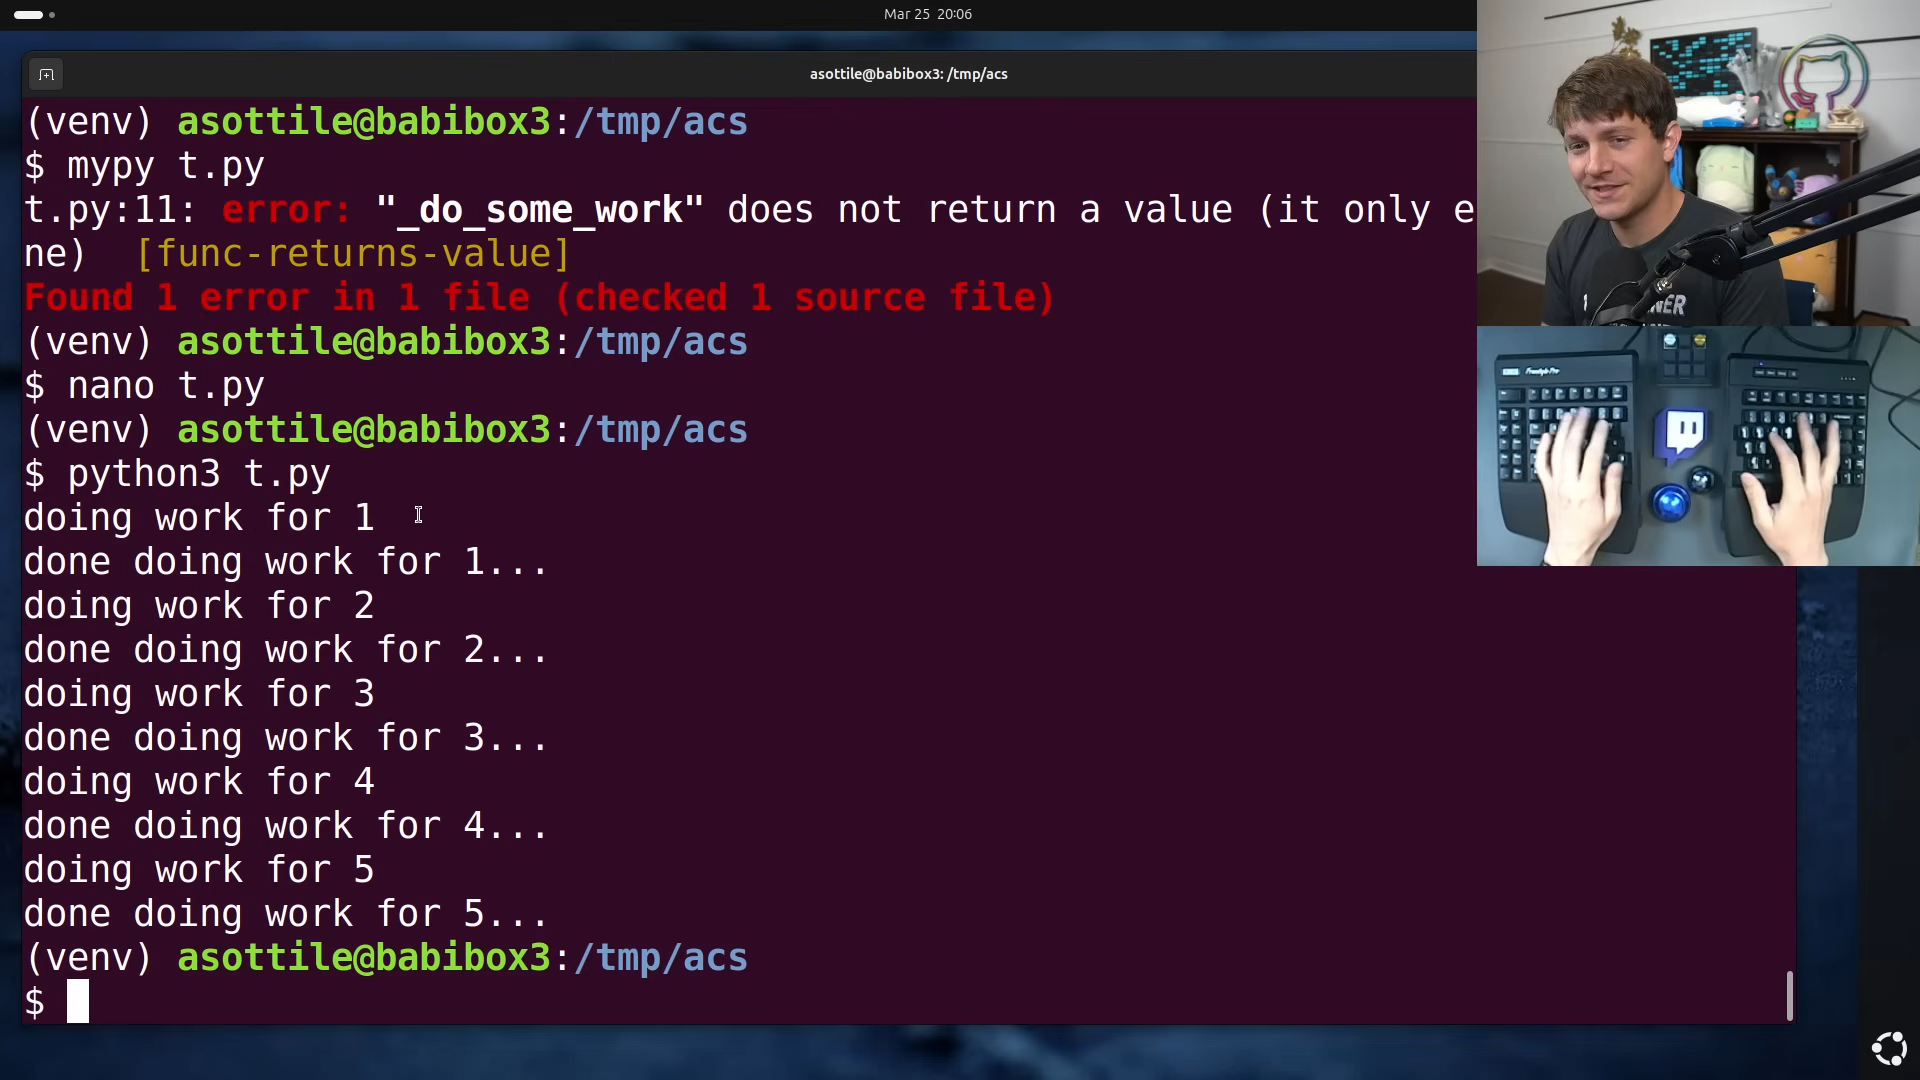 Mar 25 20:06
asottile@babibox3: /tmp/acs
(venv) asottile@babibox3:/tmp/acs
$ mypy t.py
t.py:11: error: "_do_some_work" does not return a value (it only e
ne) [func-returns-value]
Found 1 error in 1 file (checked 1 source file)
(venv) asottile@babibox3:/tmp/acs
$ nano t.py
(venv) asottile@babibox3:/tmp/acs
$ python3 t.py
doing work for 1
done doing work for 1...
doing work for 2
done doing work for 2...
doing work for 3
done doing work for 3...
doing work for 4
done doing work for 4...
doing work for 5
done doing work for 5...
(venv) asottile@babibox3:/tmp/acs
$
Freestyle Pro